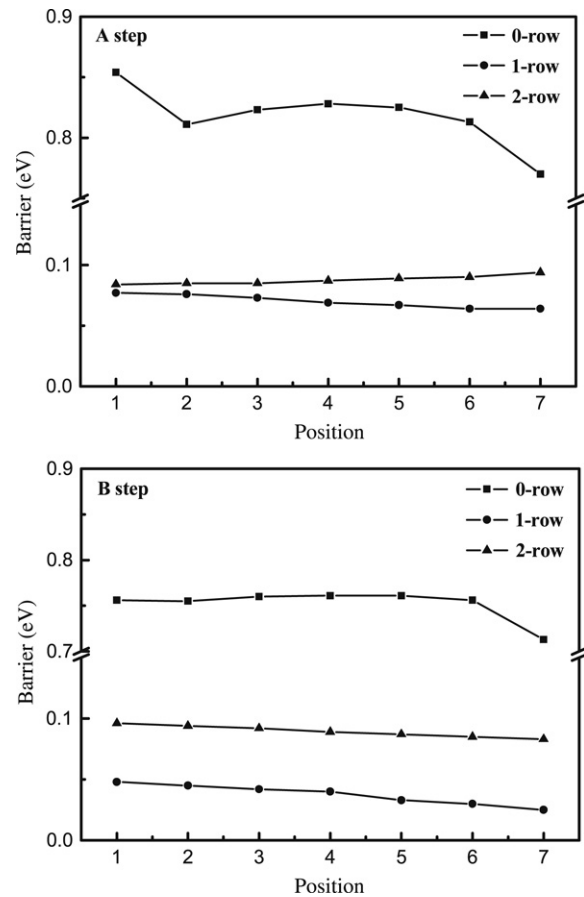 A step
0-row
1-row
2-row
0.9
0.8
0.1
0.0
Barrier (eV)
1 2 3 4 5 6 7
Position
B step
0-row
1-row
2-row
0.9
0.8
0.7
0.1
0.0
Barrier (eV)
1 2 3 4 5 6 7
Position